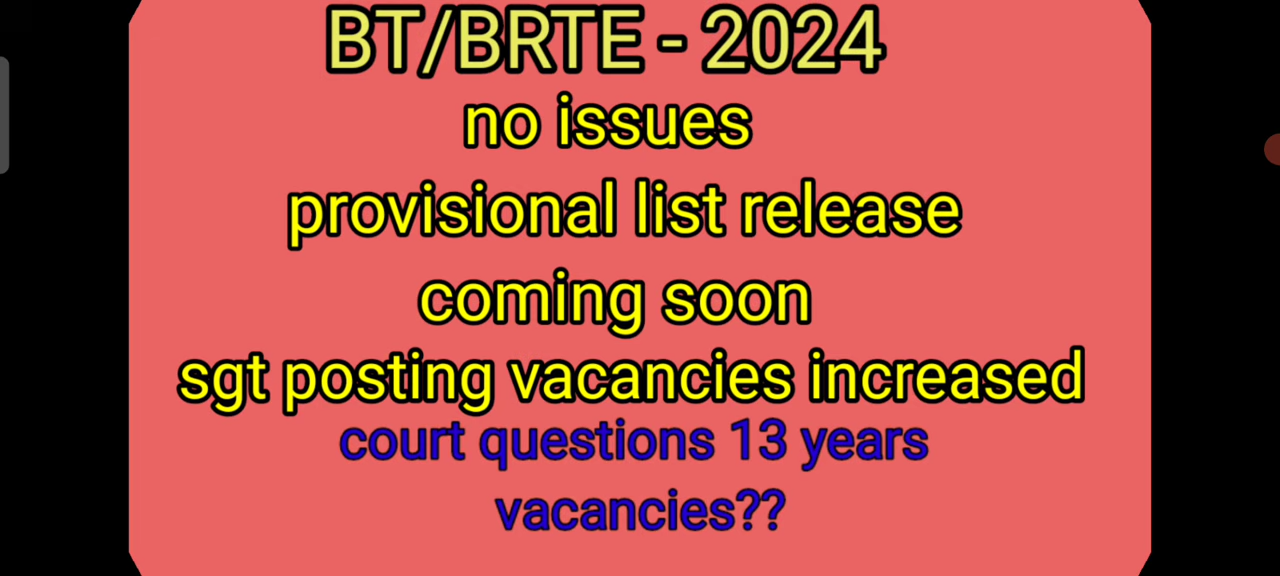 BT/BRTE - 2024
no issues
provisional list release
coming soon
sgt posting vacancies increased
court questions 13 years
vacancies??